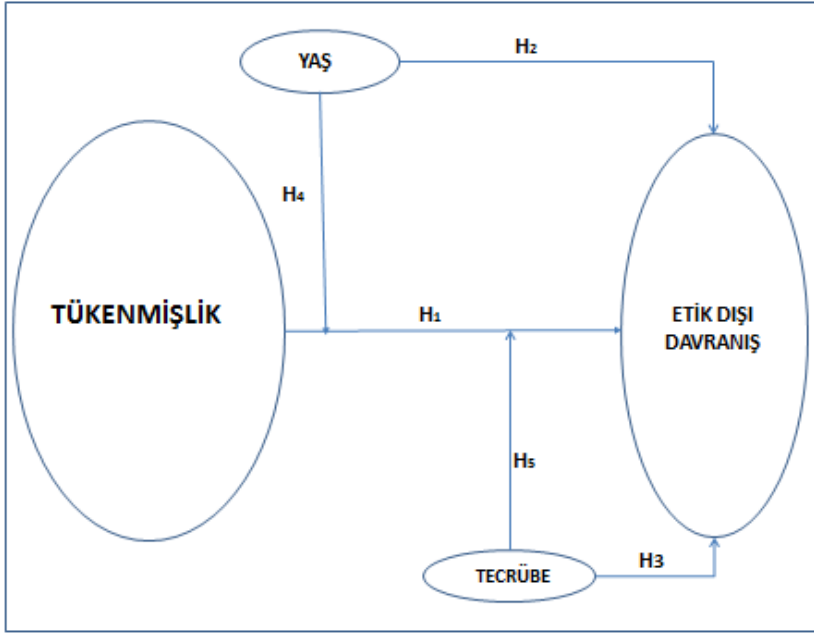 YAŞ
H2
H4
TÜKENMİŞLİK
H1
ETİK DIŞI
DAVRANIŞ
H5
TECRÜBE
H3